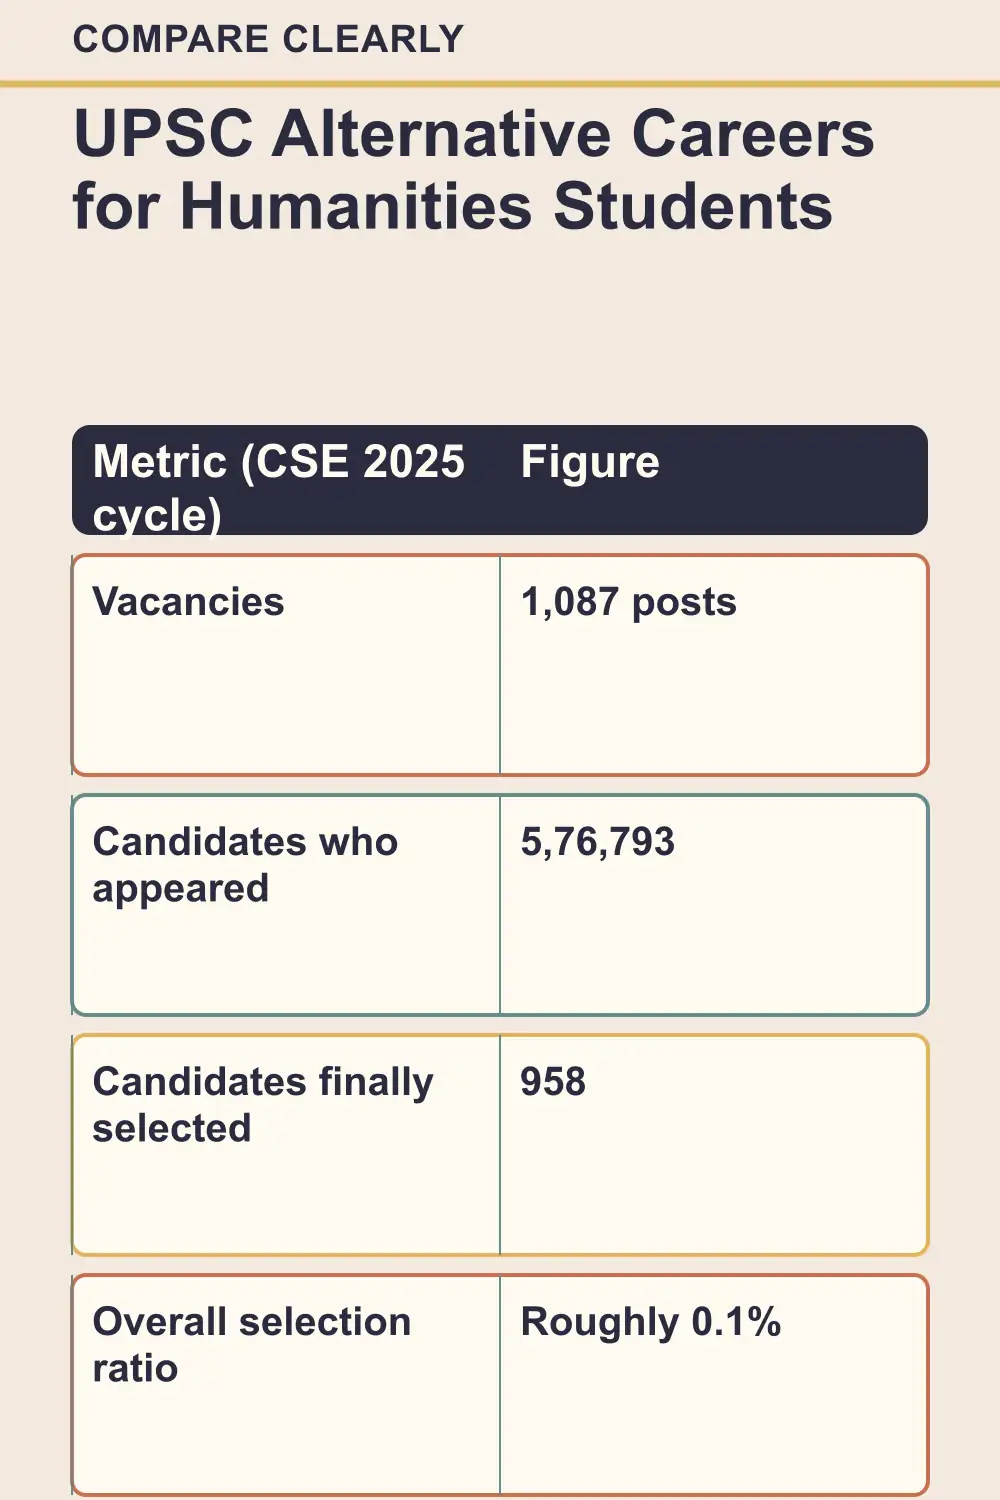 COMPARE CLEARLY
UPSC Alternative Careers
for Humanities Students
Metric (CSE 2025
cycle)
Figure
Vacancies
1,087 posts
Candidates who
appeared
5,76,793
Candidates finally
selected
958
Overall selection
ratio
Roughly 0.1%